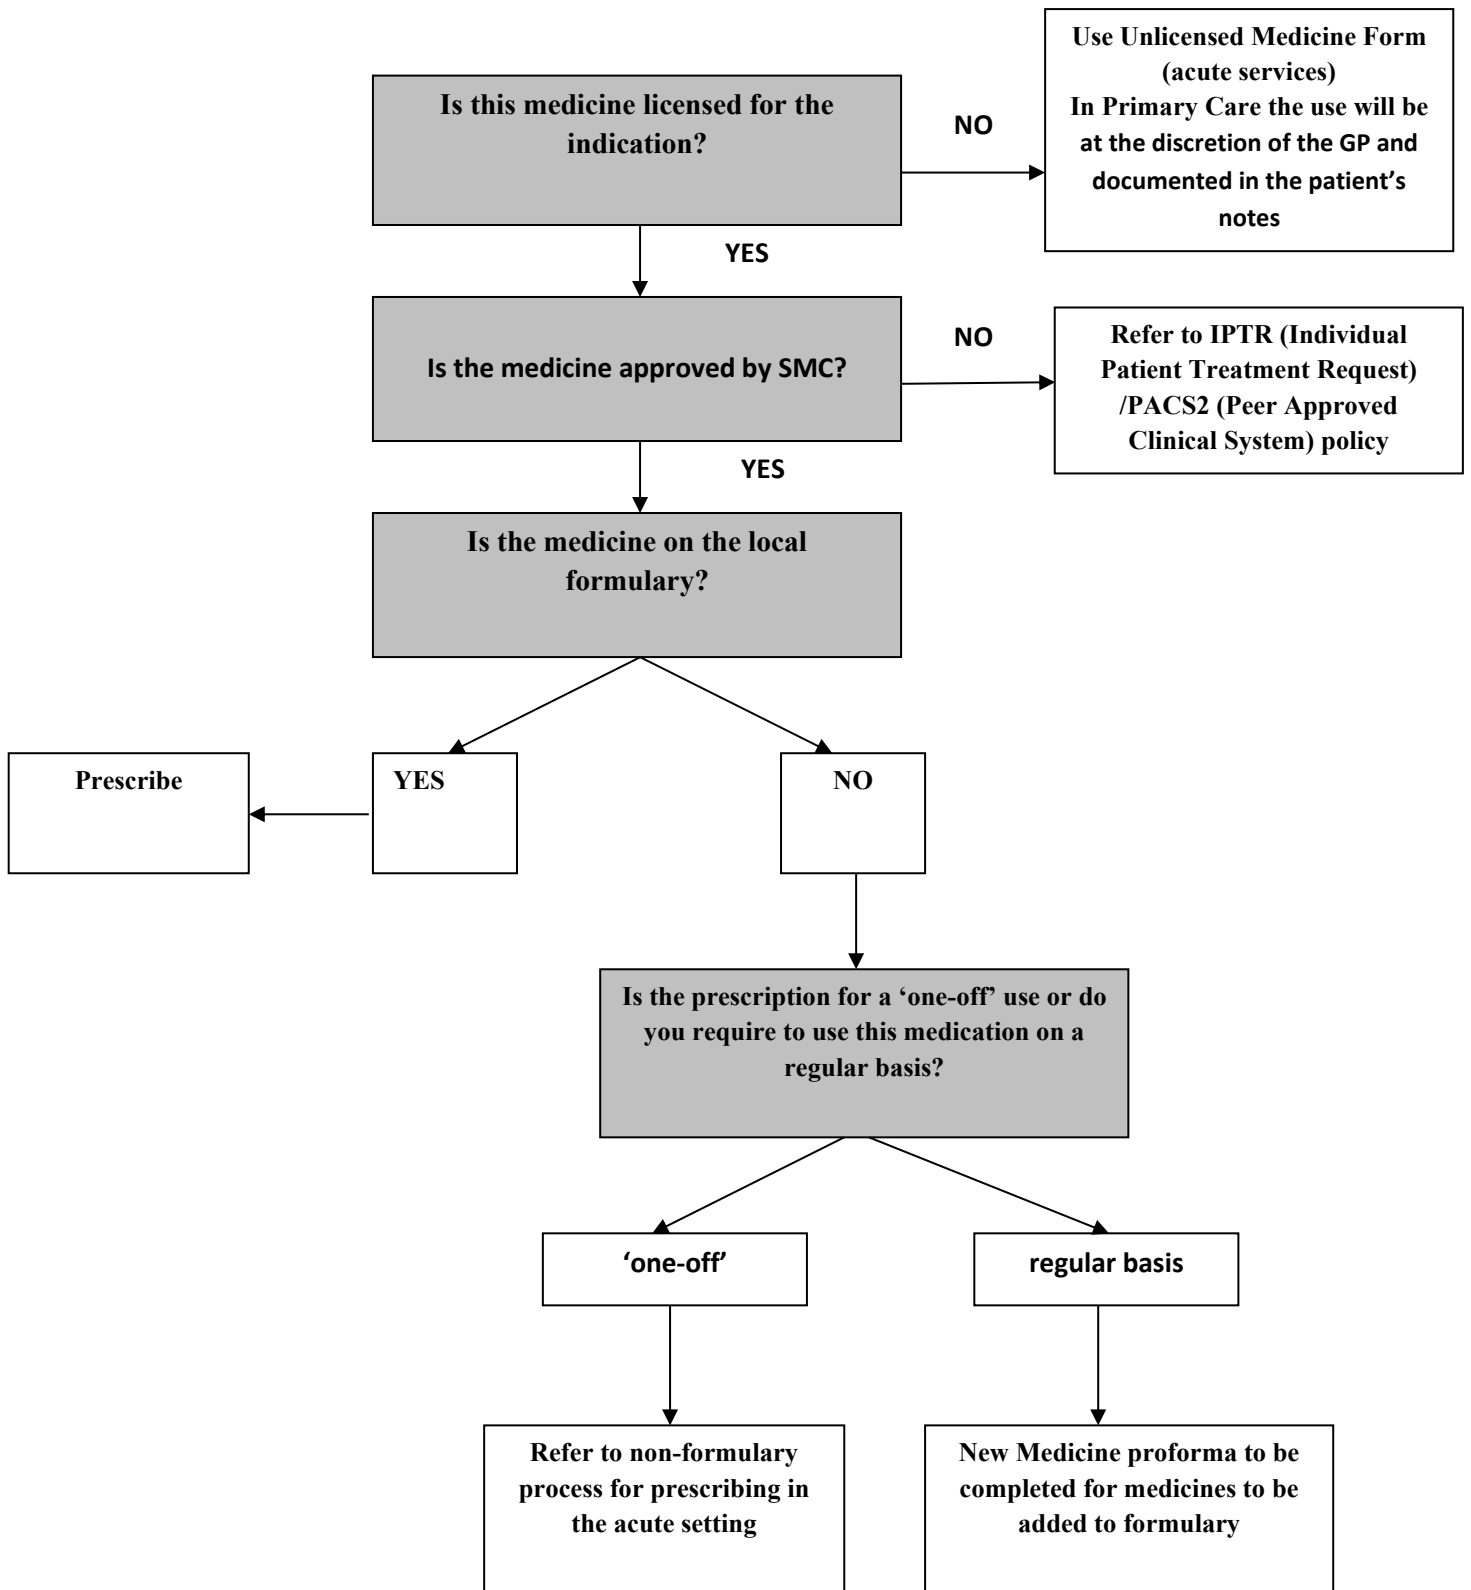 Use Unlicensed Medicine Form
(acute services)
In Primary Care the use will be
at the discretion of the GP and
documented in the patient’s
notes
Is this medicine licensed for the
indication?
NO
YES
Is the medicine approved by SMC?
NO
Refer to IPTR (Individual
Patient Treatment Request)
/PACS2 (Peer Approved
Clinical System) policy
YES
Is the medicine on the local
formulary?
Prescribe
YES
NO
Is the prescription for a ‘one-off’ use or do
you require to use this medication on a
regular basis?
‘one-off’
regular basis
Refer to non-formulary
process for prescribing in
the acute setting
New Medicine proforma to be
completed for medicines to be
added to formulary